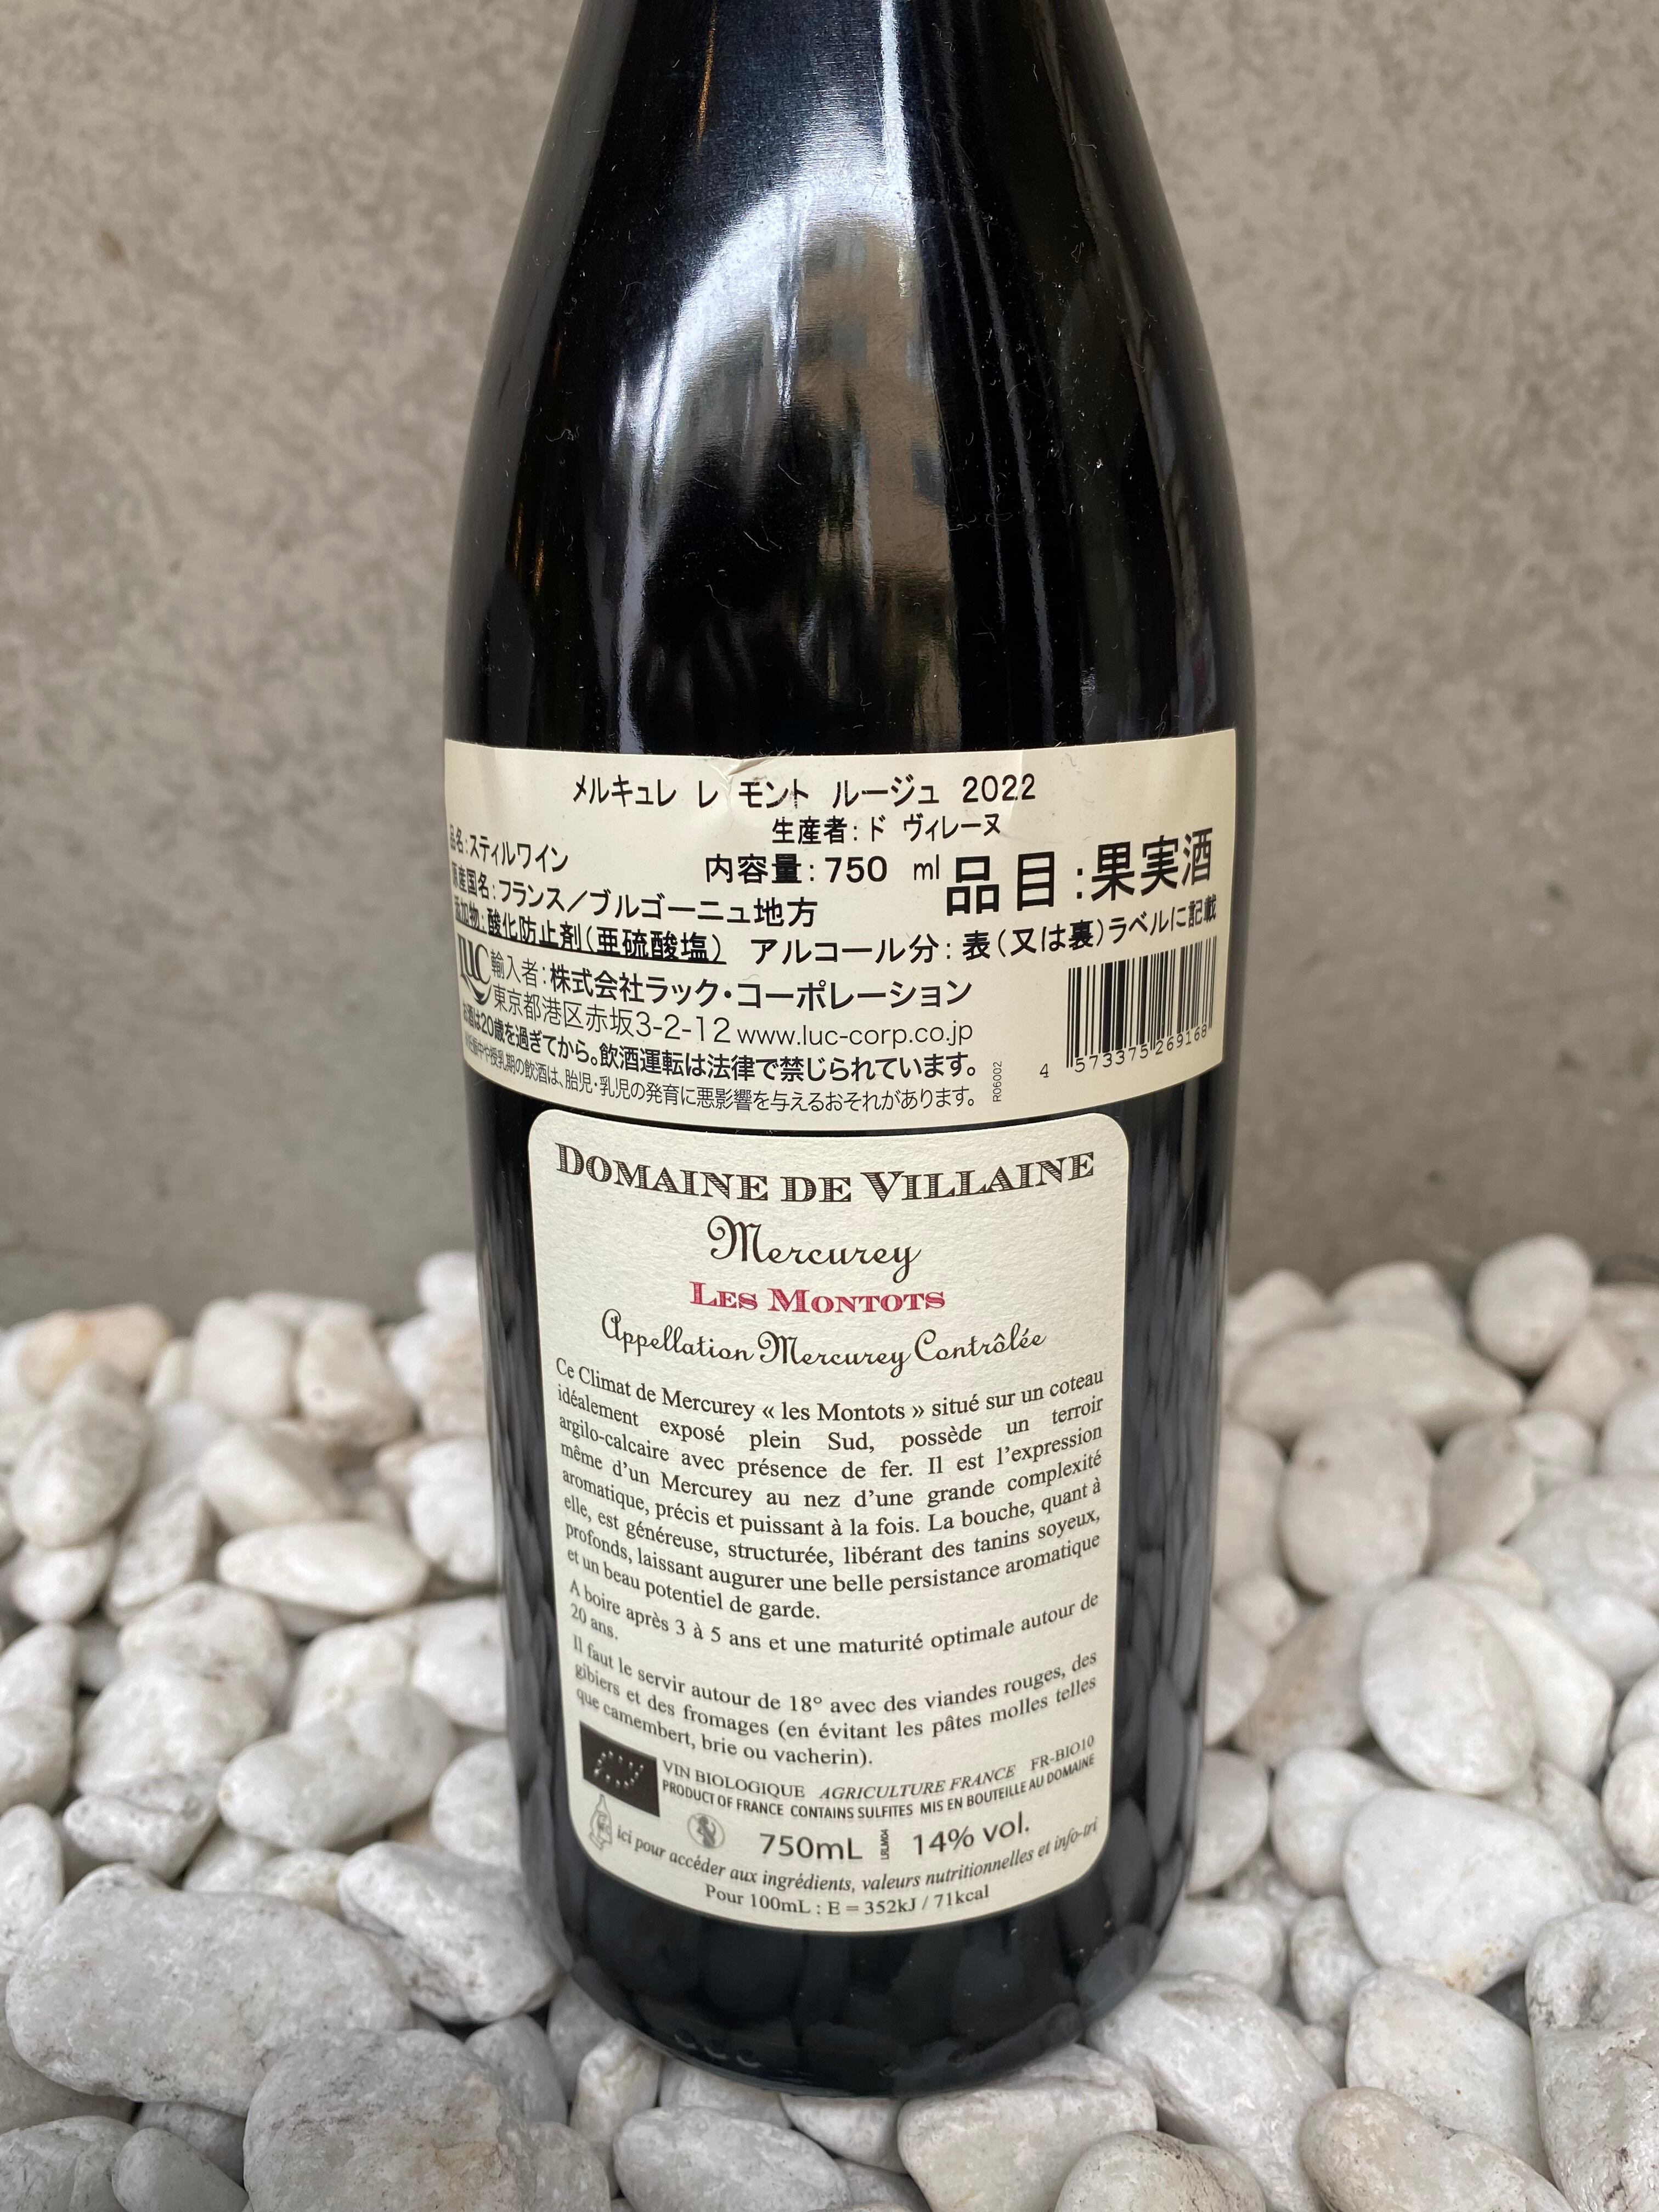 メルキュレ レ モント ルージュ 2022
生産者：ド ヴィレーヌ
品名：スティルワイン
内容量：750 ml
品目：果実酒
原産国名：フランス／ブルゴーニュ地方
添加物：酸化防止剤（亜硫酸塩） アルコール分：表（又は裏）ラベルに記載
LUC
輸入者：株式会社ラック・コーポレーション
東京都港区赤坂3-2-12 www.luc-corp.co.jp
お酒は20歳を過ぎてから。飲酒運転は法律で禁じられています。
妊娠中や授乳期の飲酒は、胎児・乳児の発育に悪影響を与えるおそれがあります。
R06002
4 573375 269168
DOMAINE DE VILLAINE
Mercurey
LES MONTOTS
Appellation Mercurey Contrôlée
Ce Climat de Mercurey « les Montots » situé sur un coteau
idéalement exposé plein Sud, possède un terroir
argilo-calcaire avec présence de fer. Il est l'expression
même d'un Mercurey au nez d'une grande complexité
aromatique, précis et puissant à la fois. La bouche, quant à
elle, est généreuse, structurée, libérant des tanins soyeux,
profonds, laissant augurer une belle persistance aromatique
et un beau potentiel de garde.
A boire après 3 à 5 ans et une maturité optimale autour de
20 ans.
Il faut le servir autour de 18° avec des viandes rouges, des
gibiers et des fromages (en évitant les pâtes molles telles
que camembert, brie ou vacherin).
VIN BIOLOGIQUE AGRICULTURE FRANCE FR-BIO10
PRODUCT OF FRANCE CONTAINS SULFITES MIS EN BOUTEILLE AU DOMAINE
750mL LRLM04 14% vol.
ici pour accéder aux ingrédients, valeurs nutritionnelles et info-tri
Pour 100mL : E = 352kJ / 71kcal